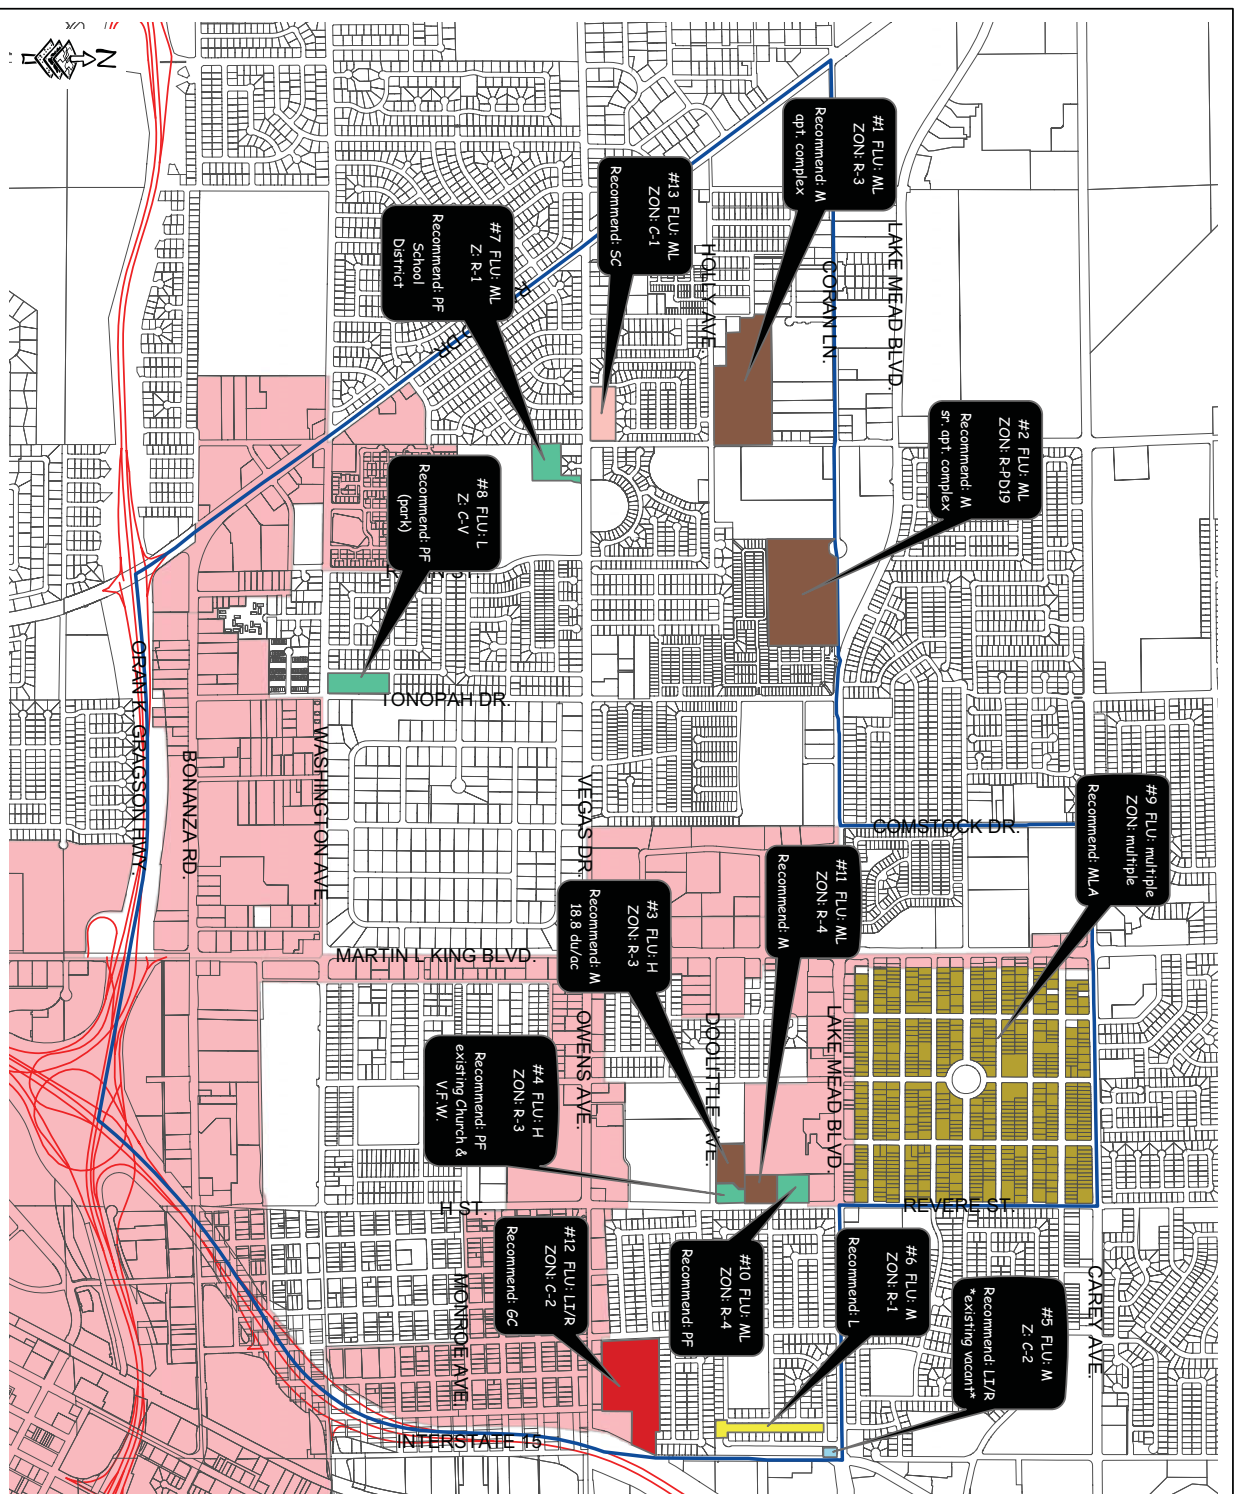 N
#1 FLU: ML
ZON: R-3
Recommend: M
apt. complex
#13 FLU: ML
ZON: C-1
Recommend: SC
#7 FLU: ML
Z: R-1
Recommend: PF
School
District
#2 FLU: ML
ZON: R-PD19
Recommend: M
sr. apt. complex
#8 FLU: L
Z: C-V
Recommend: PF
(park)
#9 FLU: multiple
ZON: multiple
Recommend: MLA
#11 FLU: ML
ZON: R-4
Recommend: M
#3 FLU: H
ZON: R-3
Recommend: M
18.8 du/ac
#4 FLU: H
ZON: R-3
Recommend: PF
existing Church &
V.F.W.
#12 FLU: LI/R
ZON: C-2
Recommend: GC
#10 FLU: ML
ZON: R-4
Recommend: PF
#6 FLU: M
ZON: R-1
Recommend: L
#5 FLU: M
Z: C-2
Recommend: LI/R
*existing vacant*
LAKE MEAD BLVD.
CORAN LN.
HOLLY AVE.
ST.
TONOPAH DR.
WASHINGTON AVE.
BONANZA RD.
ORAN K. GRAGSON HWY.
VEGAS DR.
COMSTOCK DR.
MARTIN L KING BLVD.
OWENS AVE.
DOOLITTLE AVE.
LAKE MEAD BLVD.
H ST.
REVERE ST.
MONROE AVE.
CAREY AVE.
INTERSTATE 15